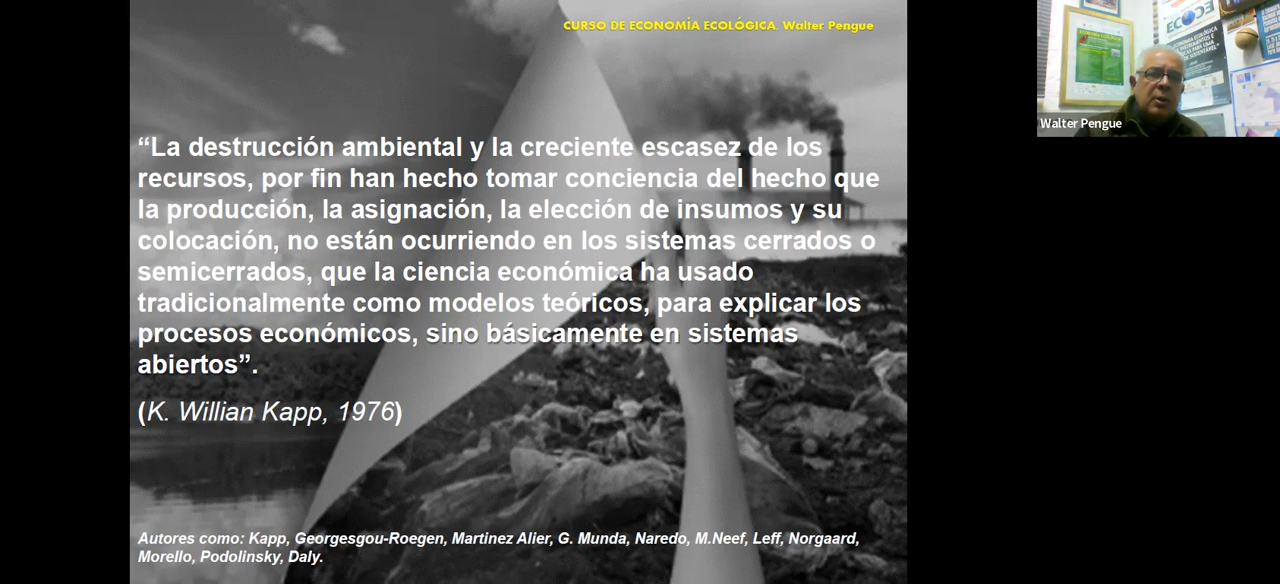 CURSO DE ECONOMÍA ECOLÓGICA. Walter Pengue
“La destrucción ambiental y la creciente escasez de los
recursos, por fin han hecho tomar conciencia del hecho que
la producción, la asignación, la elección de insumos y su
colocación, no están ocurriendo en los sistemas cerrados o
semicerrados, que la ciencia económica ha usado
tradicionalmente como modelos teóricos, para explicar los
procesos económicos, sino básicamente en sistemas
abiertos”.
(K. Willian Kapp, 1976)
Autores como: Kapp, Georgesgou-Roegen, Martinez Alier, G. Munda, Naredo, M.Neef, Leff, Norgaard,
Morello, Podolinsky, Daly.
Walter Pengue